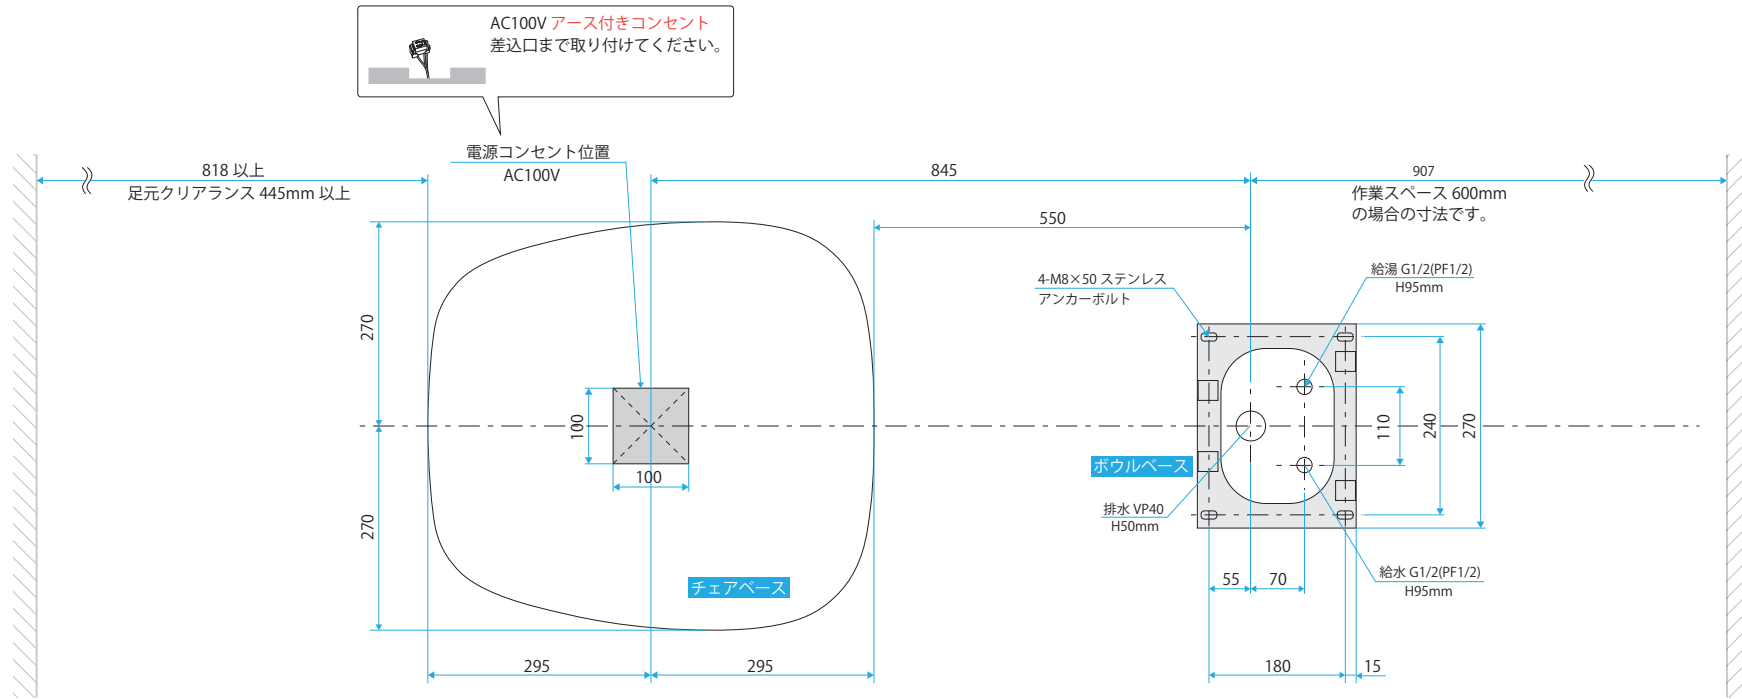 AC100V アース付きコンセント
差込口まで取り付けてください。
電源コンセント位置
AC100V
818 以上
足元クリアランス 445mm 以上
845
907
作業スペース 600mm
の場合の寸法です。
550
4-M8×50 ステンレス
アンカーボルト
給湯 G1/2(PF1/2)
H95mm
270
270
100
100
110
240
270
ボウルベース
排水 VP40
H50mm
給水 G1/2(PF1/2)
H95mm
55
70
チェアベース
295
295
180
15